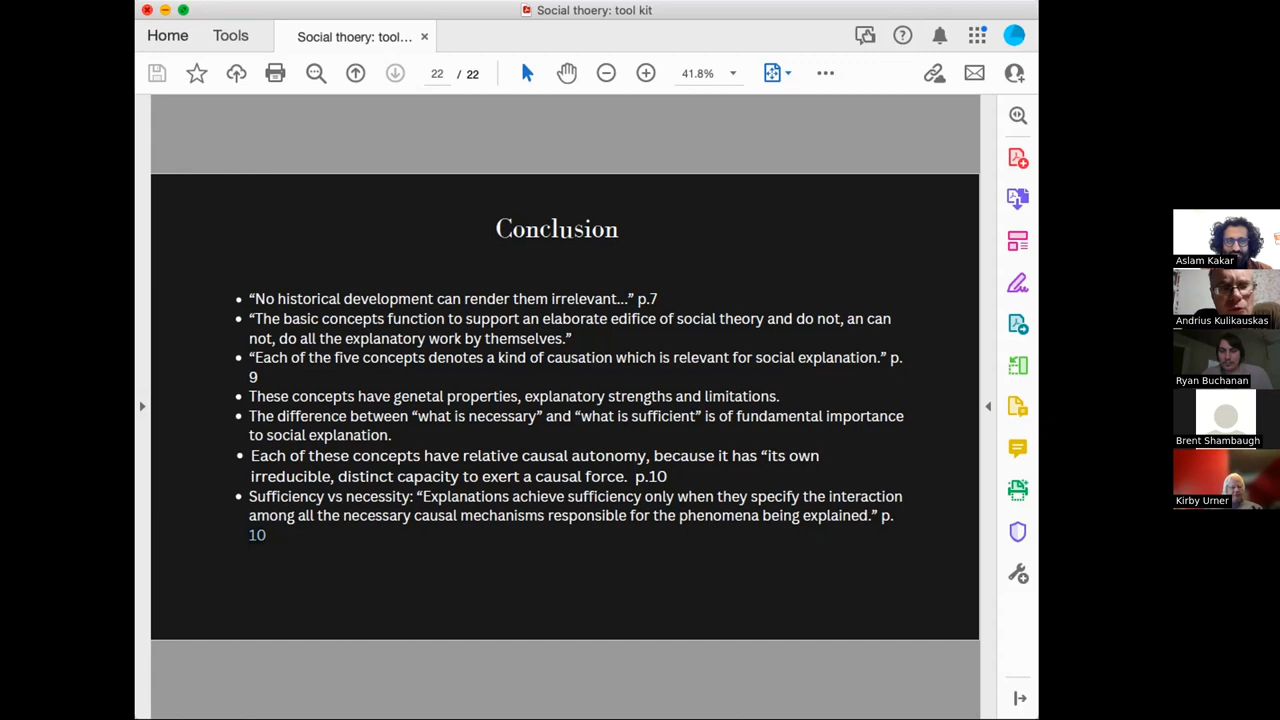 Social thoery: tool kit
Home
Tools
Social thoery: tool...
22 / 22
41.8%
Conclusion
• “No historical development can render them irrelevant...” p.7
• “The basic concepts function to support an elaborate edifice of social theory and do not, an can
not, do all the explanatory work by themselves.”
• “Each of the five concepts denotes a kind of causation which is relevant for social explanation.” p.
9
• These concepts have genetal properties, explanatory strengths and limitations.
• The difference between “what is necessary” and “what is sufficient” is of fundamental importance
to social explanation.
• Each of these concepts have relative causal autonomy, because it has “its own
irreducible, distinct capacity to exert a causal force. p.10
• Sufficiency vs necessity: “Explanations achieve sufficiency only when they specify the interaction
among all the necessary causal mechanisms responsible for the phenomena being explained.” p.
10
Aslam Kakar
Andrius Kulikauskas
Ryan Buchanan
Brent Shambaugh
Kirby Urner